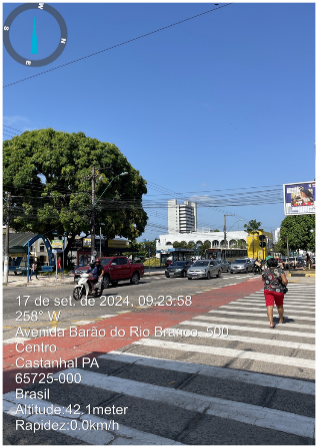 17 de set. de 2024, 09:23:58
258° W
Avenida Barão do Rio Branco, 500
Centro
Castanhal PA
65725-000
Brasil
Altitude:42.1meter
Rapidez:0.0km/h